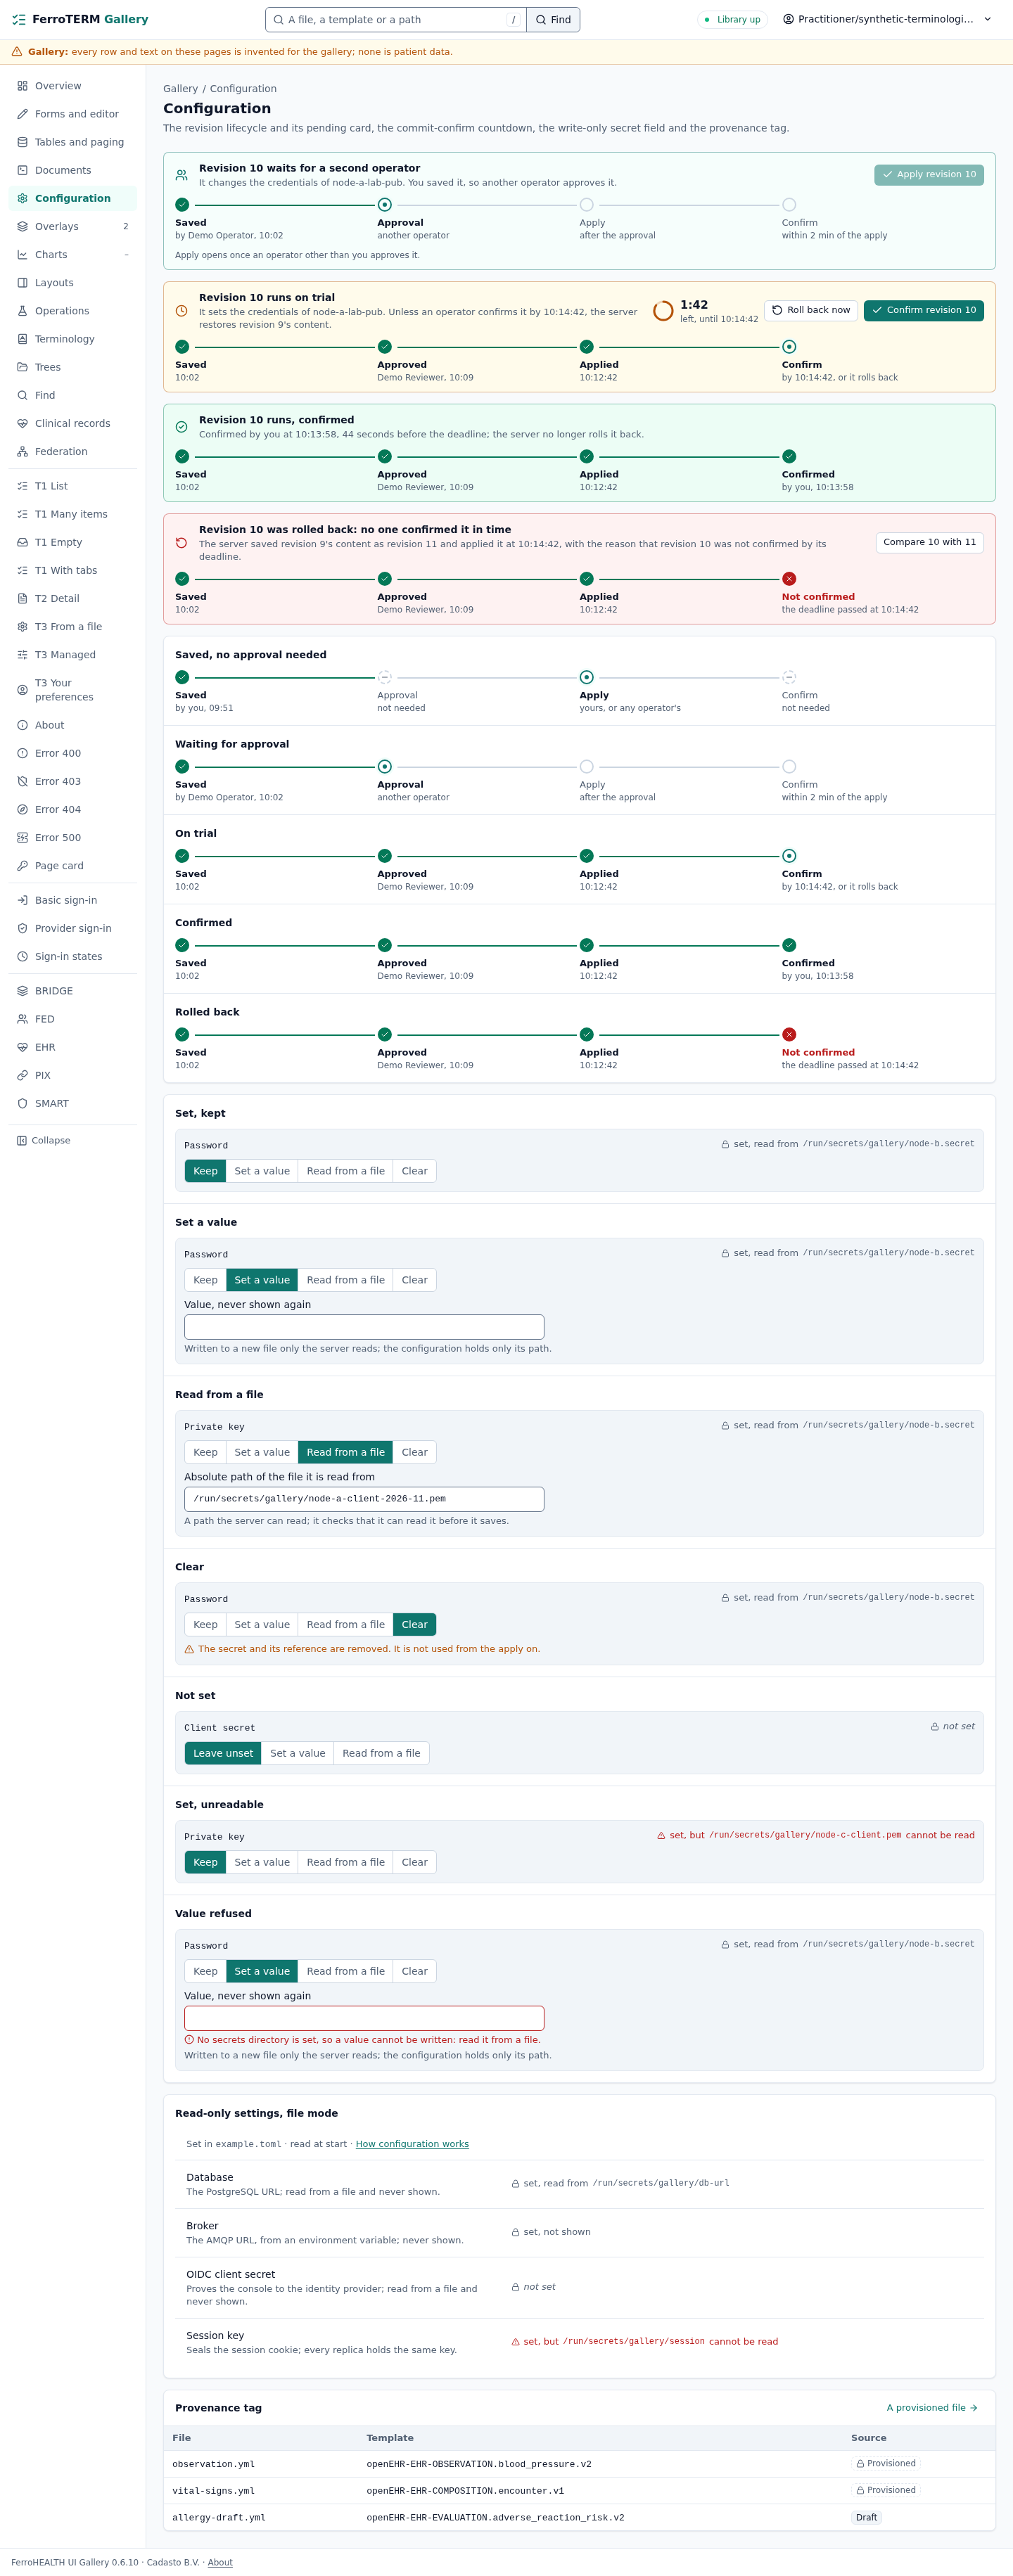 FerroTERM Gallery
A file, a template or a path
/
Find
Library up
Practitioner/synthetic-terminologi…
Gallery: every row and text on these pages is invented for the gallery; none is patient data.
Overview
Forms and editor
Tables and paging
Documents
Configuration
Overlays 2
Charts –
Layouts
Operations
Terminology
Trees
Find
Clinical records
Federation
T1 List
T1 Many items
T1 Empty
T1 With tabs
T2 Detail
T3 From a file
T3 Managed
T3 Your
preferences
About
Error 400
Error 403
Error 404
Error 500
Page card
Basic sign-in
Provider sign-in
Sign-in states
BRIDGE
FED
EHR
PIX
SMART
Collapse
Gallery / Configuration
Configuration
The revision lifecycle and its pending card, the commit-confirm countdown, the write-only secret field and the provenance tag.
Revision 10 waits for a second operator
It changes the credentials of node-a-lab-pub. You saved it, so another operator approves it.
Apply revision 10
Saved Approval Apply Confirm
by Demo Operator, 10:02 another operator after the approval within 2 min of the apply
Apply opens once an operator other than you approves it.
Revision 10 runs on trial
It sets the credentials of node-a-lab-pub. Unless an operator confirms it by 10:14:42, the server
restores revision 9's content.
1:42
left, until 10:14:42
Roll back now
Confirm revision 10
Saved Approved Applied Confirm
10:02 Demo Reviewer, 10:09 10:12:42 by 10:14:42, or it rolls back
Revision 10 runs, confirmed
Confirmed by you at 10:13:58, 44 seconds before the deadline; the server no longer rolls it back.
Saved Approved Applied Confirmed
10:02 Demo Reviewer, 10:09 10:12:42 by you, 10:13:58
Revision 10 was rolled back: no one confirmed it in time
The server saved revision 9's content as revision 11 and applied it at 10:14:42, with the reason that revision 10 was not confirmed by its
deadline.
Compare 10 with 11
Saved Approved Applied Not confirmed
10:02 Demo Reviewer, 10:09 10:12:42 the deadline passed at 10:14:42
Saved, no approval needed
Saved Approval Apply Confirm
by you, 09:51 not needed yours, or any operator's not needed
Waiting for approval
Saved Approval Apply Confirm
by Demo Operator, 10:02 another operator after the approval within 2 min of the apply
On trial
Saved Approved Applied Confirm
10:02 Demo Reviewer, 10:09 10:12:42 by 10:14:42, or it rolls back
Confirmed
Saved Approved Applied Confirmed
10:02 Demo Reviewer, 10:09 10:12:42 by you, 10:13:58
Rolled back
Saved Approved Applied Not confirmed
10:02 Demo Reviewer, 10:09 10:12:42 the deadline passed at 10:14:42
Set, kept
Password set, read from /run/secrets/gallery/node-b.secret
Keep Set a value Read from a file Clear
Set a value
Password set, read from /run/secrets/gallery/node-b.secret
Keep Set a value Read from a file Clear
Value, never shown again
Written to a new file only the server reads; the configuration holds only its path.
Read from a file
Private key set, read from /run/secrets/gallery/node-b.secret
Keep Set a value Read from a file Clear
Absolute path of the file it is read from
/run/secrets/gallery/node-a-client-2026-11.pem
A path the server can read; it checks that it can read it before it saves.
Clear
Password set, read from /run/secrets/gallery/node-b.secret
Keep Set a value Read from a file Clear
The secret and its reference are removed. It is not used from the apply on.
Not set
Client secret not set
Leave unset Set a value Read from a file
Set, unreadable
Private key set, but /run/secrets/gallery/node-c-client.pem cannot be read
Keep Set a value Read from a file Clear
Value refused
Password set, read from /run/secrets/gallery/node-b.secret
Keep Set a value Read from a file Clear
Value, never shown again
No secrets directory is set, so a value cannot be written: read it from a file.
Written to a new file only the server reads; the configuration holds only its path.
Read-only settings, file mode
Set in example.toml · read at start · How configuration works
Database
The PostgreSQL URL; read from a file and never shown.
set, read from /run/secrets/gallery/db-url
Broker
The AMQP URL, from an environment variable; never shown.
set, not shown
OIDC client secret
Proves the console to the identity provider; read from a file and
never shown.
not set
Session key
Seals the session cookie; every replica holds the same key.
set, but /run/secrets/gallery/session cannot be read
Provenance tag
A provisioned file
File Template Source
observation.yml openEHR-EHR-OBSERVATION.blood_pressure.v2 Provisioned
vital-signs.yml openEHR-EHR-COMPOSITION.encounter.v1 Provisioned
allergy-draft.yml openEHR-EHR-EVALUATION.adverse_reaction_risk.v2 Draft
FerroHEALTH UI Gallery 0.6.10 · Cadasto B.V. · About